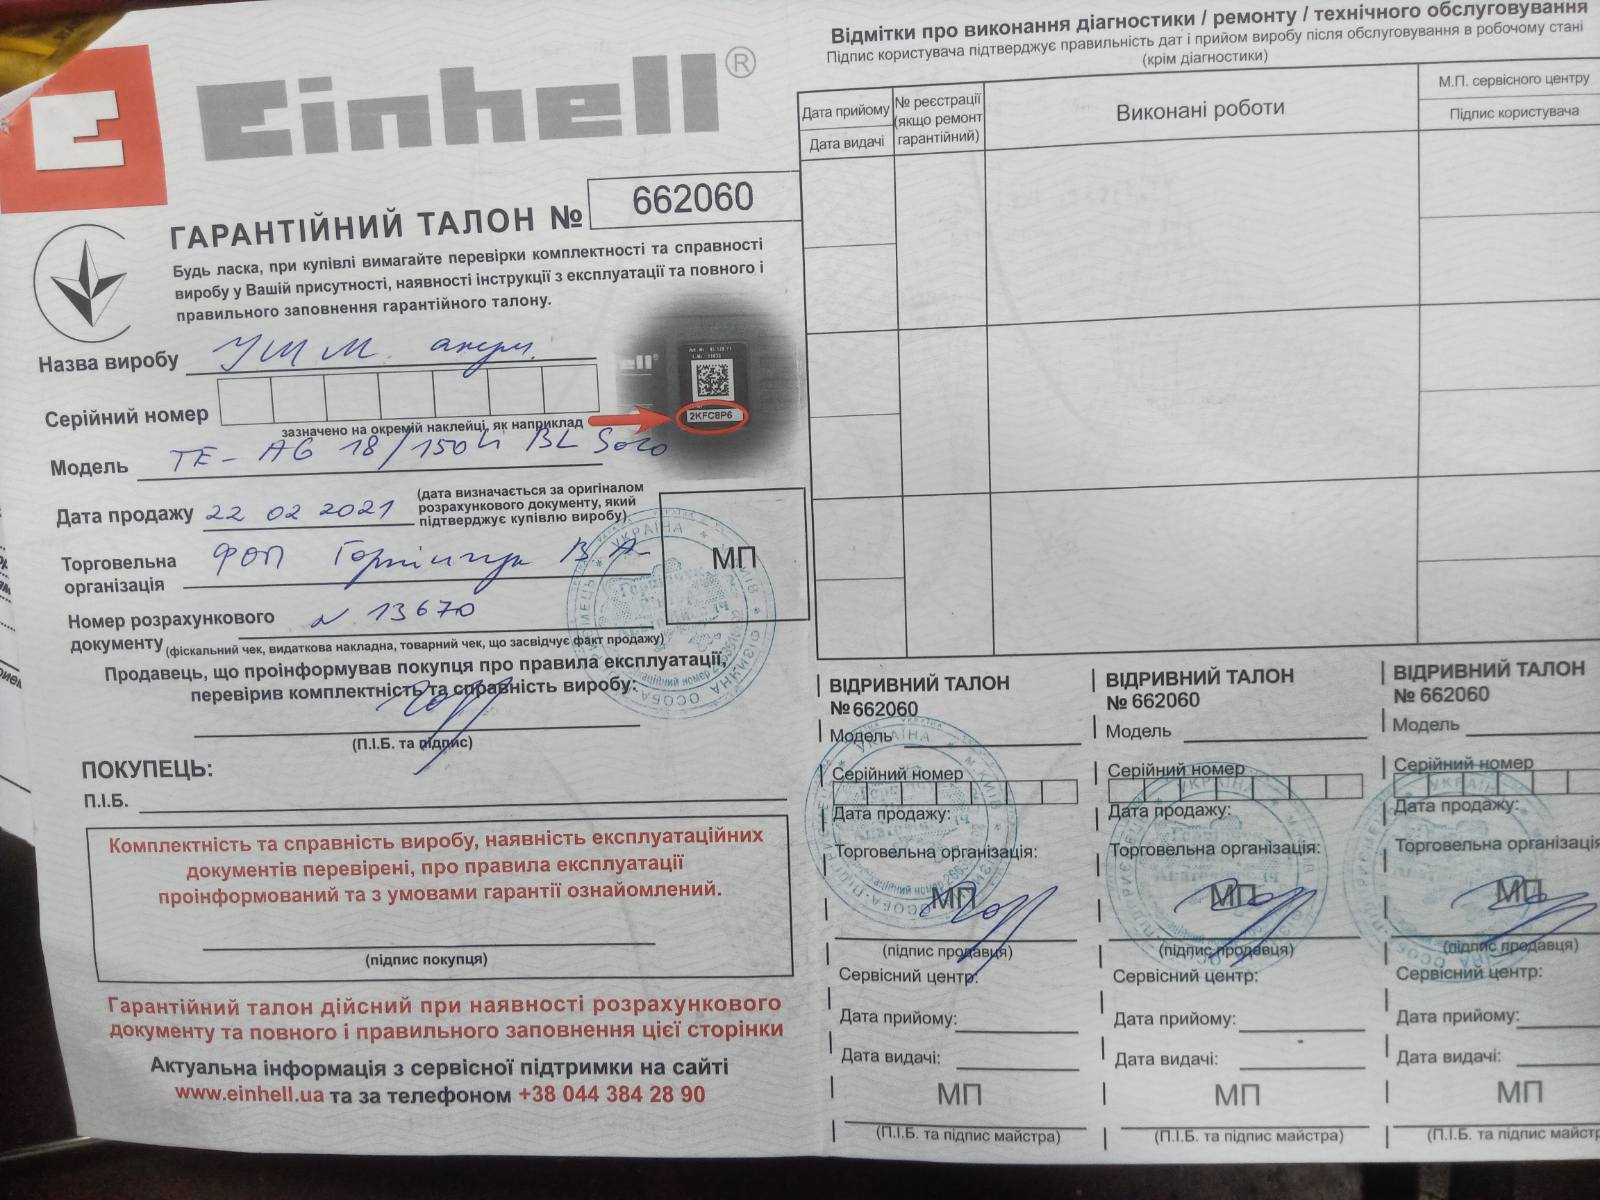 Einhell®
ГАРАНТІЙНИЙ ТАЛОН № 662060
Будь ласка, при купівлі вимагайте перевірки комплектності та справності
виробу у Вашій присутності, наявності інструкції з експлуатації та повного і
правильного заповнення гарантійного талону.
Назва виробу УШМ акум.
Серійний номер
зазначено на окремій наклейці, як наприклад
2KFC8P6
Модель TE-AG 18/150Li BL Solo
Дата продажу 22 02 2021
(дата визначається за оригіналом
розрахункового документу, який
підтверджує купівлю виробу)
Торговельна
організація ФОП В А
МП
Номер розрахункового
документу N 13670
(фіскальний чек, видаткова накладна, товарний чек, що засвідчує факт продажу)
Продавець, що проінформував покупця про правила експлуатації,
перевірив комплектність та справність виробу:
(П.І.Б. та підпис)
ПОКУПЕЦЬ:
П.І.Б.
Комплектність та справність виробу, наявність експлуатаційних
документів перевірені, про правила експлуатації
проінформований та з умовами гарантії ознайомлений.
(підпис покупця)
Гарантійний талон дійсний при наявності розрахункового
документу та повного і правильного заповнення цієї сторінки
Актуальна інформація з сервісної підтримки на сайті
www.einhell.ua та за телефоном +38 044 384 28 90
Відмітки про виконання діагностики / ремонту / технічного обслуговування
Підпис користувача підтверджує правильність дат і прийом виробу після обслуговування в робочому стані
(крім діагностики)
Дата прийому
Дата видачі
№ реєстрації
(якщо ремонт
гарантійний)
Виконані роботи
М.П. сервісного центру
Підпис користувача
ВІДРИВНИЙ ТАЛОН
№ 662060
Модель
Серійний номер
Дата продажу:
Торговельна організація:
МП
(підпис продавця)
Сервісний центр:
Дата прийому:
Дата видачі:
МП
(П.І.Б. та підпис майстра)
ВІДРИВНИЙ ТАЛОН
№ 662060
Модель
Серійний номер
Дата продажу:
Торговельна організація:
МП
(підпис продавця)
Сервісний центр:
Дата прийому:
Дата видачі:
МП
(П.І.Б. та підпис майстра)
ВІДРИВНИЙ ТАЛОН
№ 662060
Модель
Серійний номер
Дата продажу:
Торговельна
МП
(підпис продавця)
Сервісний центр:
Дата прийому:
Дата видачі:
МП
(П.І.Б. та підпис